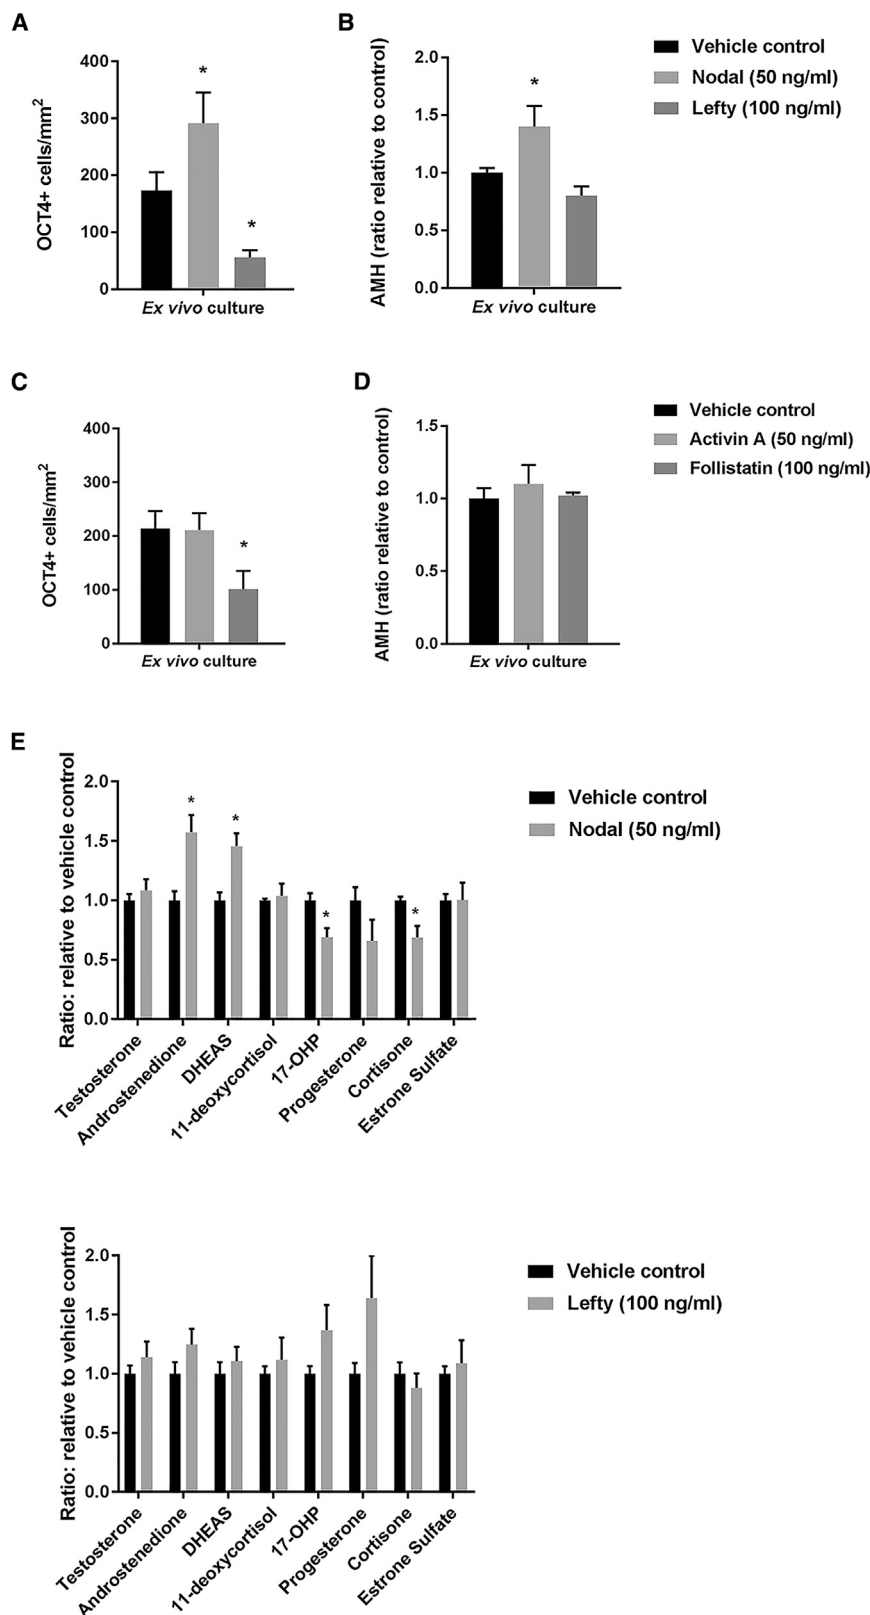 A
OCT4+ cells/mm²
400
300
200
100
0
*
*
Ex vivo culture
B
AMH (ratio relative to control)
2.0
1.5
1.0
0.5
0.0
*
Ex vivo culture
Vehicle control
Nodal (50 ng/ml)
Lefty (100 ng/ml)
C
OCT4+ cells/mm²
400
300
200
100
0
*
Ex vivo culture
D
AMH (ratio relative to control)
1.5
1.0
0.5
0.0
Ex vivo culture
Vehicle control
Activin A (50 ng/ml)
Follistatin (100 ng/ml)
E
Ratio: relative to vehicle control
2.0
1.5
1.0
0.5
0.0
*
*
*
*
Testosterone
Androstenedione
DHEAS
11-deoxycortisol
17-OHP
Progesterone
Cortisone
Estrone Sulfate
Vehicle control
Nodal (50 ng/ml)
Ratio: relative to vehicle control
2.0
1.5
1.0
0.5
0.0
Testosterone
Androstenedione
DHEAS
11-deoxycortisol
17-OHP
Progesterone
Cortisone
Estrone Sulfate
Vehicle control
Lefty (100 ng/ml)